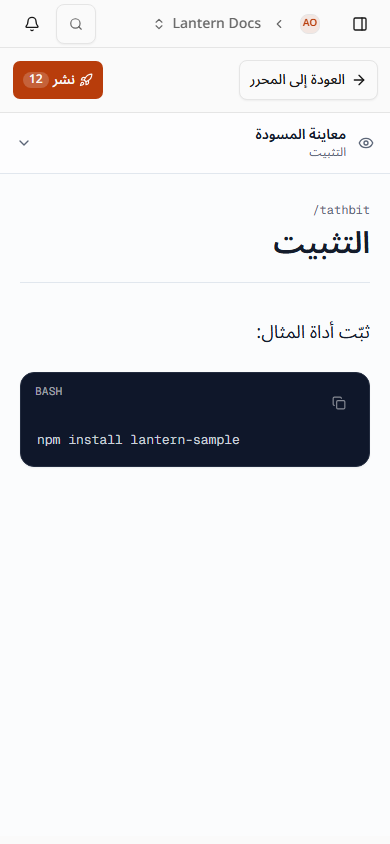 AO
Lantern Docs
العودة إلى المحرر
نشر 12
معاينة المسودة
التثبيت
/tathbit
التثبيت
ثبّت أداة المثال:
BASH
npm install lantern-sample